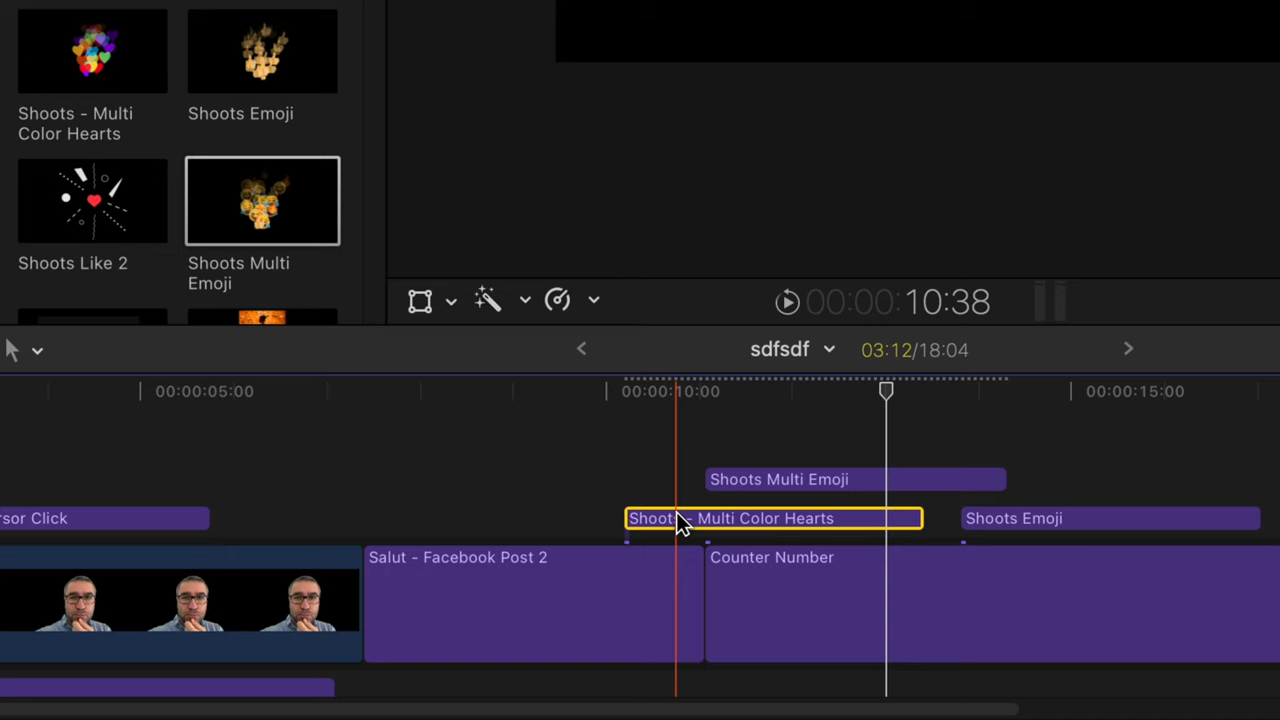 Shoots - Multi
Color Hearts
Shoots Emoji
Shoots Like 2
Shoots Multi
Emoji
00:00:10:38
sdfsdf
03:12/18:04
00:00:05:00
00:00:10:00
00:00:15:00
Shoots Multi Emoji
rsor Click
Shoots - Multi Color Hearts
Shoots Emoji
Salut - Facebook Post 2
Counter Number